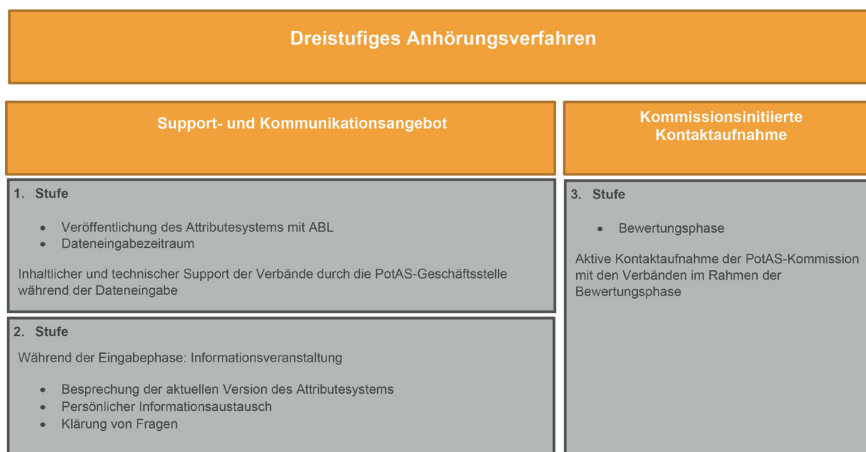 Dreistufiges Anhörungsverfahren
Support- und Kommunikationsangebot
1. Stufe
• Veröffentlichung des Attributesystems mit ABL
• Dateneingabezeitraum
Inhaltlicher und technischer Support der Verbände durch die PotAS-Geschäftsstelle
während der Dateneingabe
2. Stufe
Während der Eingabephase: Informationsveranstaltung
• Besprechung der aktuellen Version des Attributesystems
• Persönlicher Informationsaustausch
• Klärung von Fragen
Kommissionsinitiierte
Kontaktaufnahme
3. Stufe
• Bewertungsphase
Aktive Kontaktaufnahme der PotAS-Kommission
mit den Verbänden im Rahmen der
Bewertungsphase